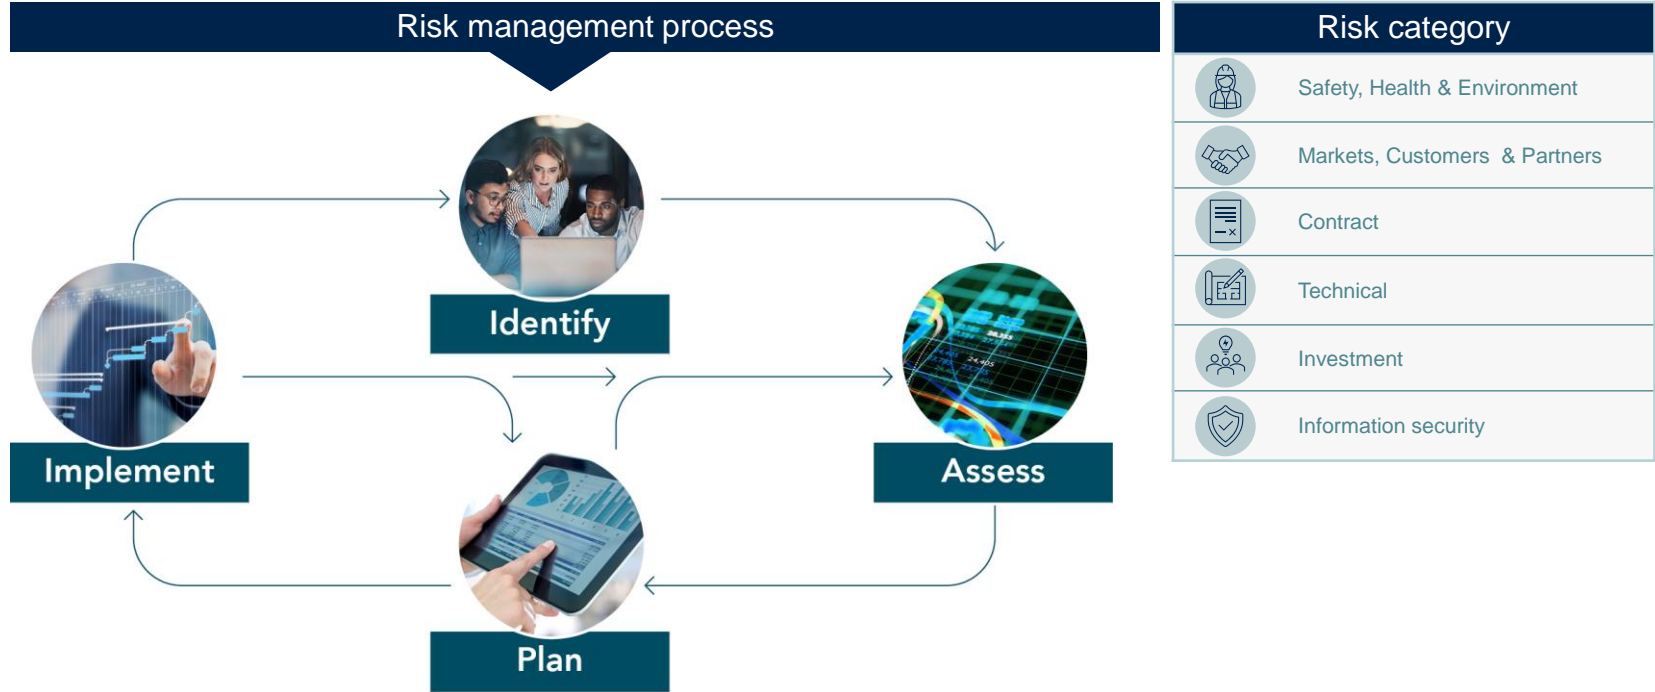 Risk management process
Identify
Implement
Assess
Plan
Risk category
Safety, Health & Environment
Markets, Customers & Partners
Contract
Technical
Investment
Information security